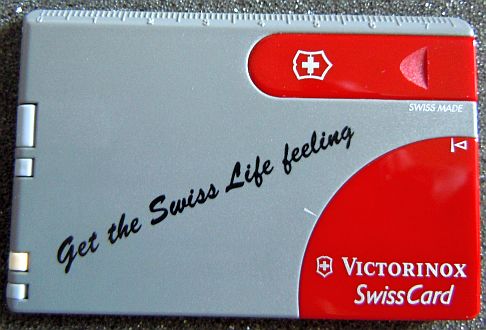 SWISS MADE
Get the Swiss Life feeling
VICTORINOX
SwissCard